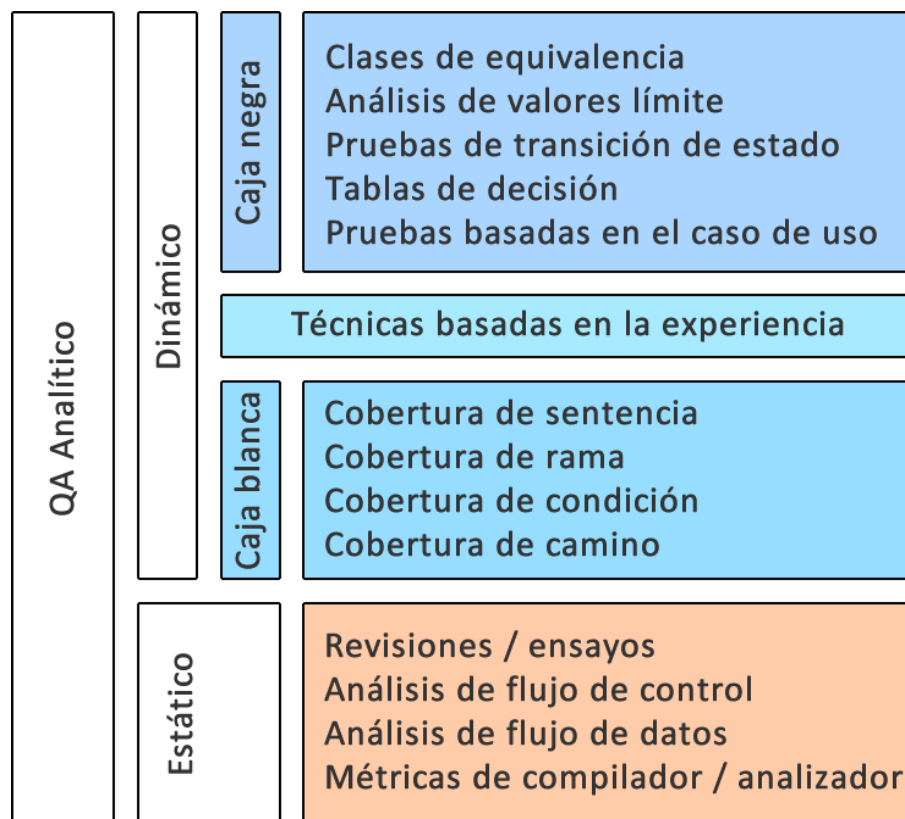 QA Analítico
Dinámico
Caja negra
Clases de equivalencia
Análisis de valores límite
Pruebas de transición de estado
Tablas de decisión
Pruebas basadas en el caso de uso
Técnicas basadas en la experiencia
Caja blanca
Cobertura de sentencia
Cobertura de rama
Cobertura de condición
Cobertura de camino
Estático
Revisiones / ensayos
Análisis de flujo de control
Análisis de flujo de datos
Métricas de compilador / analizador